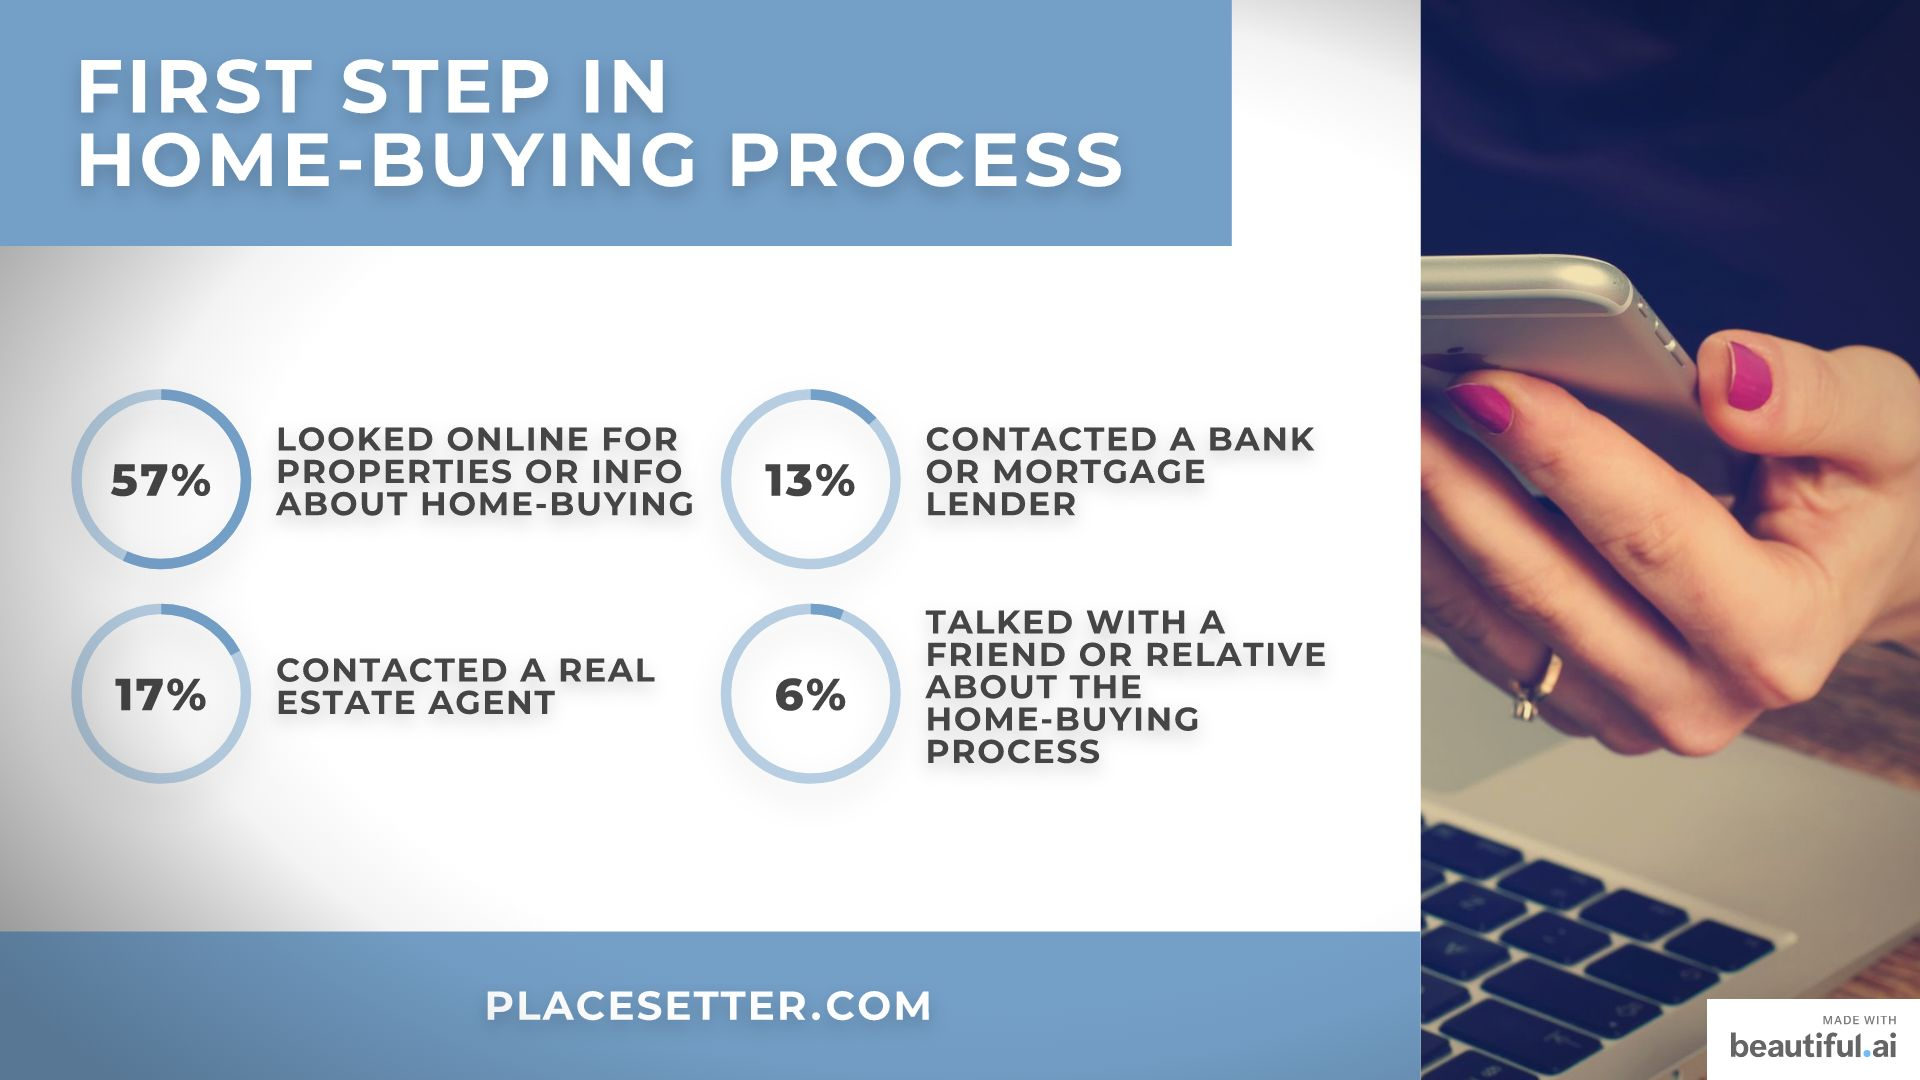 FIRST STEP IN
HOME-BUYING PROCESS
57%
LOOKED ONLINE FOR
PROPERTIES OR INFO
ABOUT HOME-BUYING
13%
CONTACTED A BANK
OR MORTGAGE
LENDER
17%
CONTACTED A REAL
ESTATE AGENT
6%
TALKED WITH A
FRIEND OR RELATIVE
ABOUT THE
HOME-BUYING
PROCESS
PLACESETTER.COM
MADE WITH
beautiful.ai